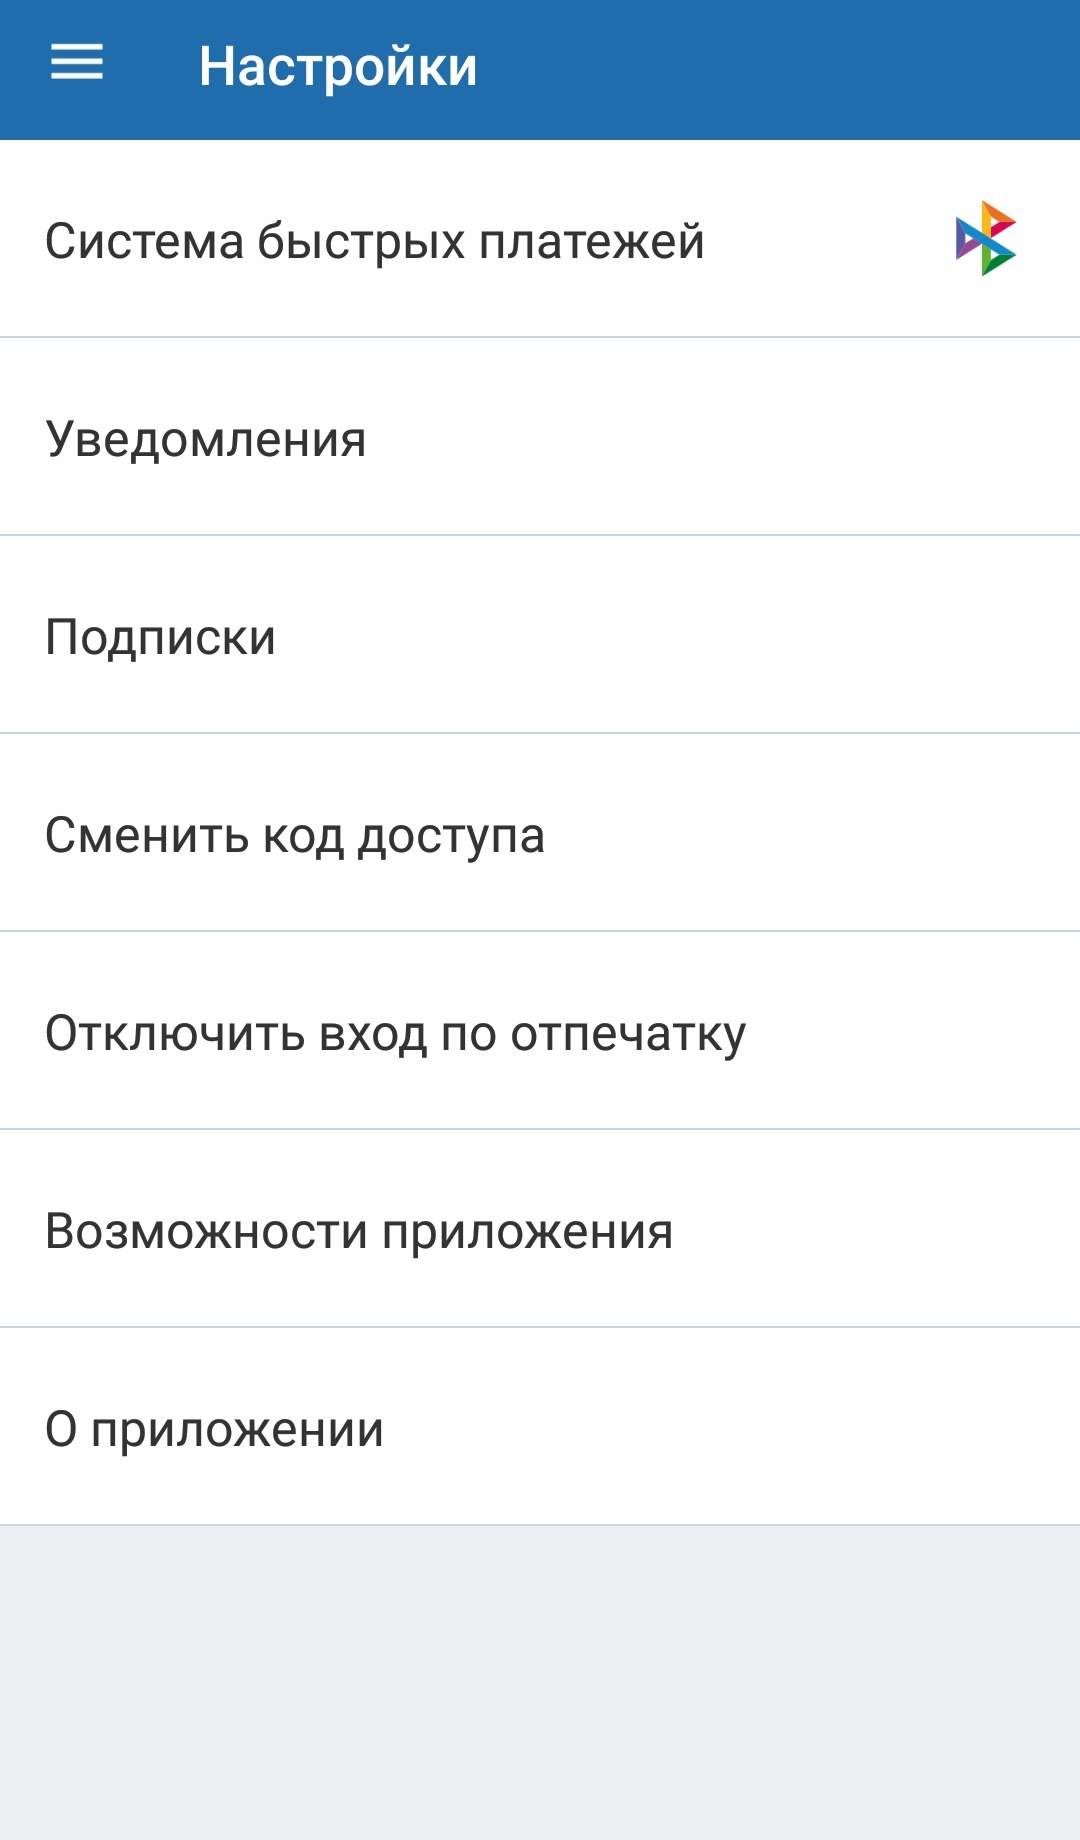 Настройки
Система быстрых платежей
Уведомления
Подписки
Сменить код доступа
Отключить вход по отпечатку
Возможности приложения
О приложении